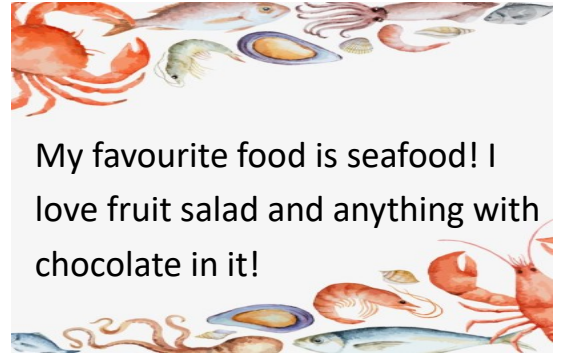 My favourite food is seafood! I
love fruit salad and anything with
chocolate in it!